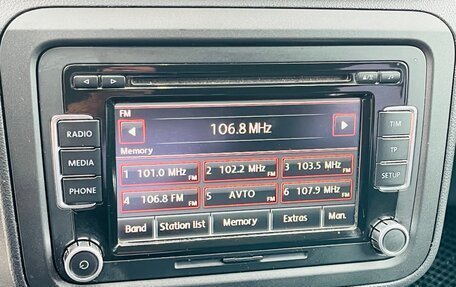 FM
106.8 MHz
Memory
1 101.0 MHz FM 2 102.2 MHz FM 3 103.5 MHz FM
4 106.8 FM FM 5 AVTO FM 6 107.9 MHz FM
Band Station list Memory Extras Man.
RADIO
MEDIA
PHONE
TIM
TP
SETUP